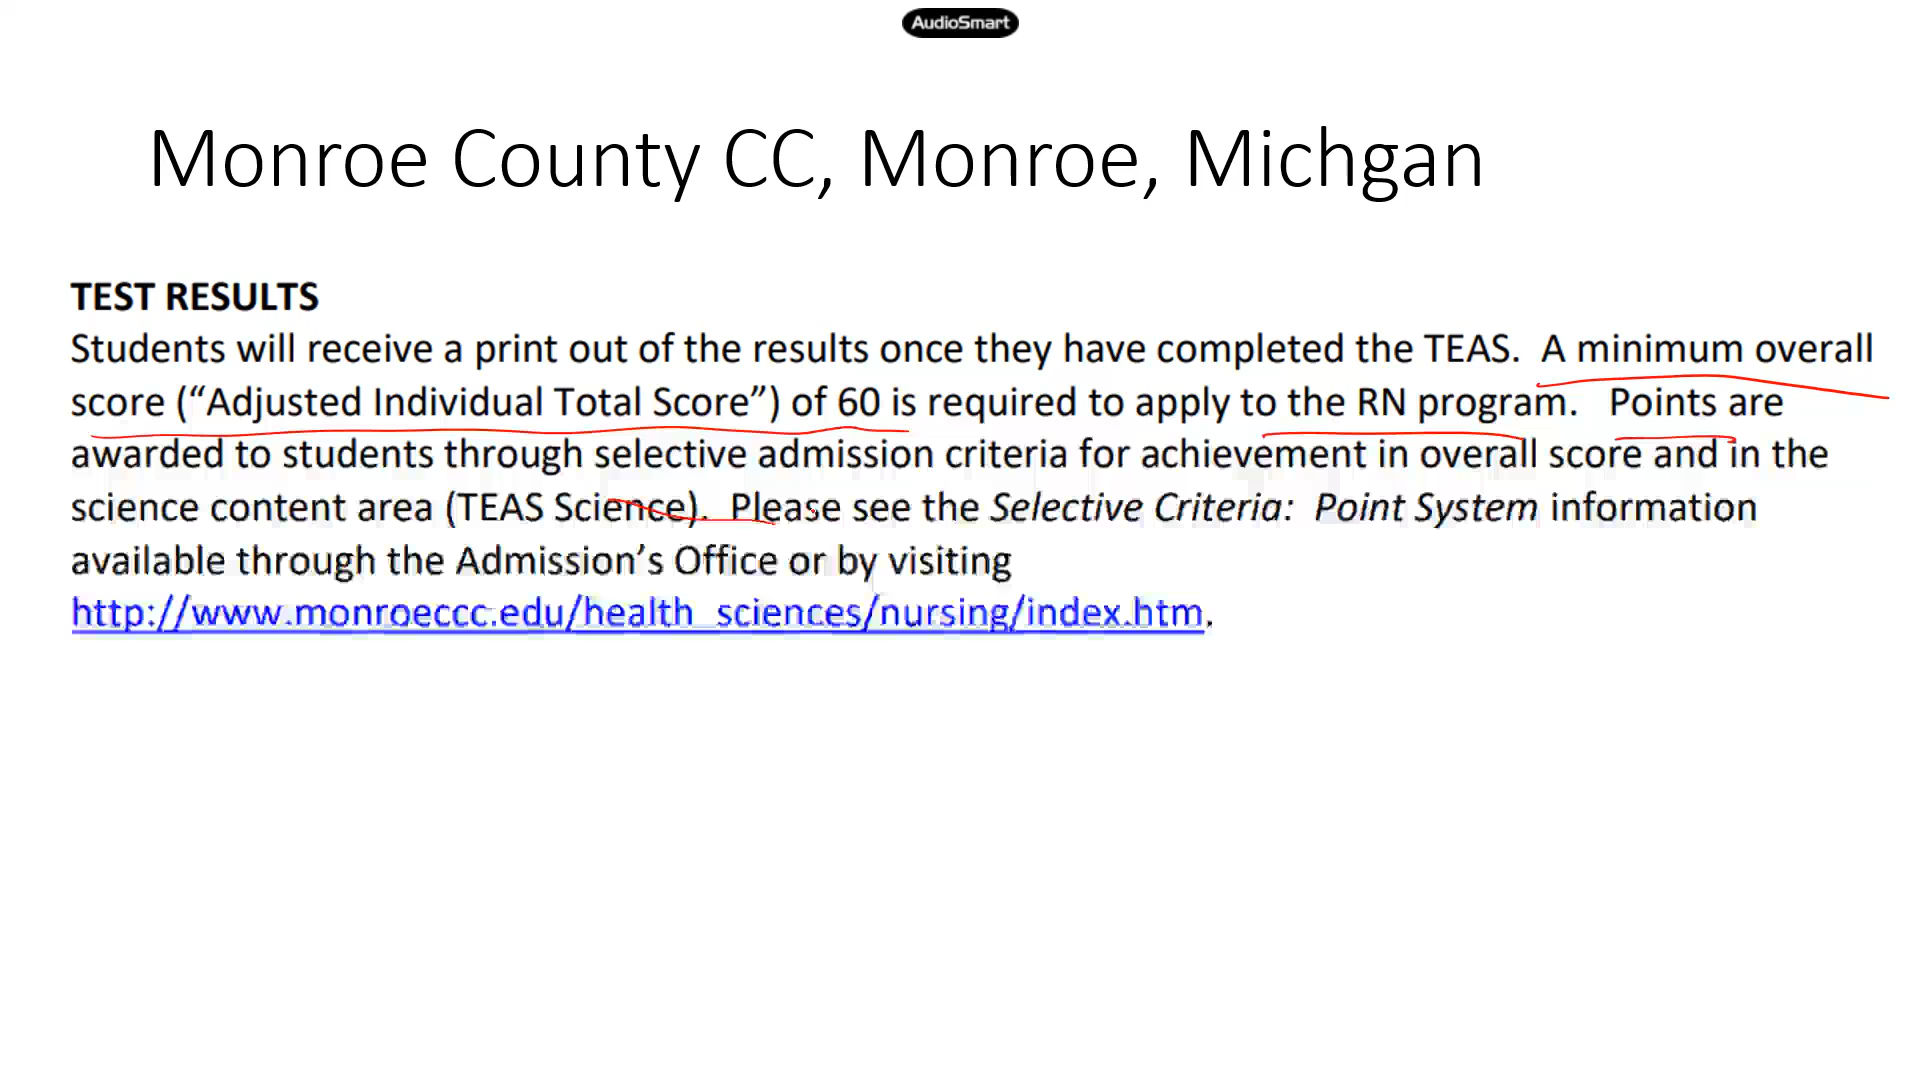 AudioSmart
Monroe County CC, Monroe, Michgan
TEST RESULTS
Students will receive a print out of the results once they have completed the TEAS.  A minimum overall
score (“Adjusted Individual Total Score”) of 60 is required to apply to the RN program.   Points are
awarded to students through selective admission criteria for achievement in overall score and in the
science content area (TEAS Science).  Please see the Selective Criteria:  Point System information
available through the Admission’s Office or by visiting
http://www.monroeccc.edu/health_sciences/nursing/index.htm.